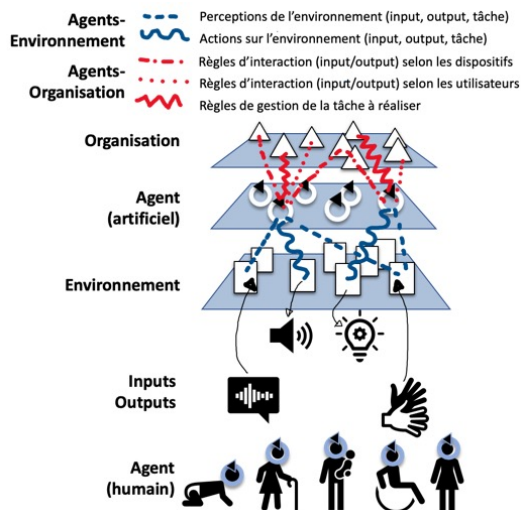 Agents-
Environnement
Perceptions de l’environnement (input, output, tâche)
Actions sur l’environnement (input, output, tâche)
Agents-
Organisation
Règles d’interaction (input/output) selon les dispositifs
Règles d’interaction (input/output) selon les utilisateurs
Règles de gestion de la tâche à réaliser
Organisation
Agent
(artificiel)
Environnement
Inputs
Outputs
Agent
(humain)